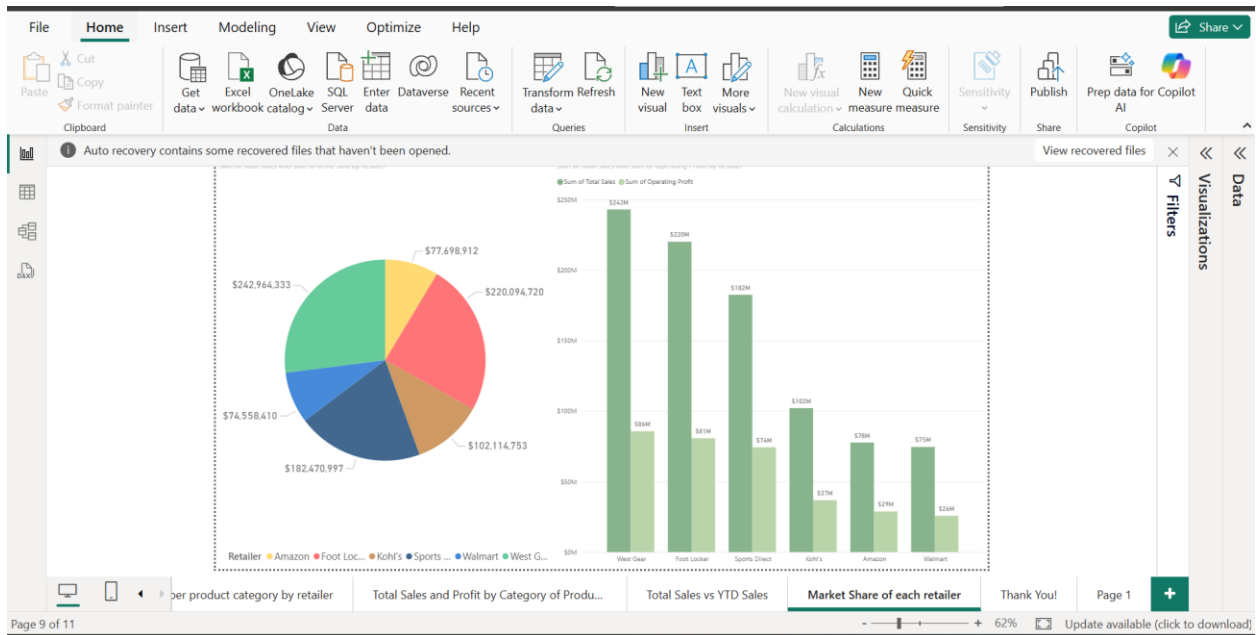 File Home Insert Modeling View Optimize Help Share
Paste
Cut
Copy
Format painter
Clipboard
Get data
Excel workbook
OneLake catalog
SQL Server
Enter data
Dataverse
Recent sources
Data
Transform data
Refresh
Queries
New visual
Text box
More visuals
Insert
New visual calculation
New measure
Quick measure
Calculations
Sensitivity
Sensitivity
Publish
Share
Prep data for AI
Copilot
Copilot
Auto recovery contains some recovered files that haven't been opened.
View recovered files
Filters
Visualizations
Data
$77,698,912
$220,094,720
$102,114,753
$182,470,997
$74,558,410
$242,964,333
Retailer Amazon Foot Loc... Kohl's Sports ... Walmart West G...
Sum of Total Sales Sum of Operating Profit
$250M
$200M
$150M
$100M
$50M
$0M
$243M
$86M
$220M
$81M
$182M
$74M
$102M
$37M
$78M
$29M
$75M
$26M
West Gear Foot Locker Sports Direct Kohl's Amazon Walmart
per product category by retailer
Total Sales and Profit by Category of Produ...
Total Sales vs YTD Sales
Market Share of each retailer
Thank You!
Page 1
Page 9 of 11
- + 62%
Update available (click to download)